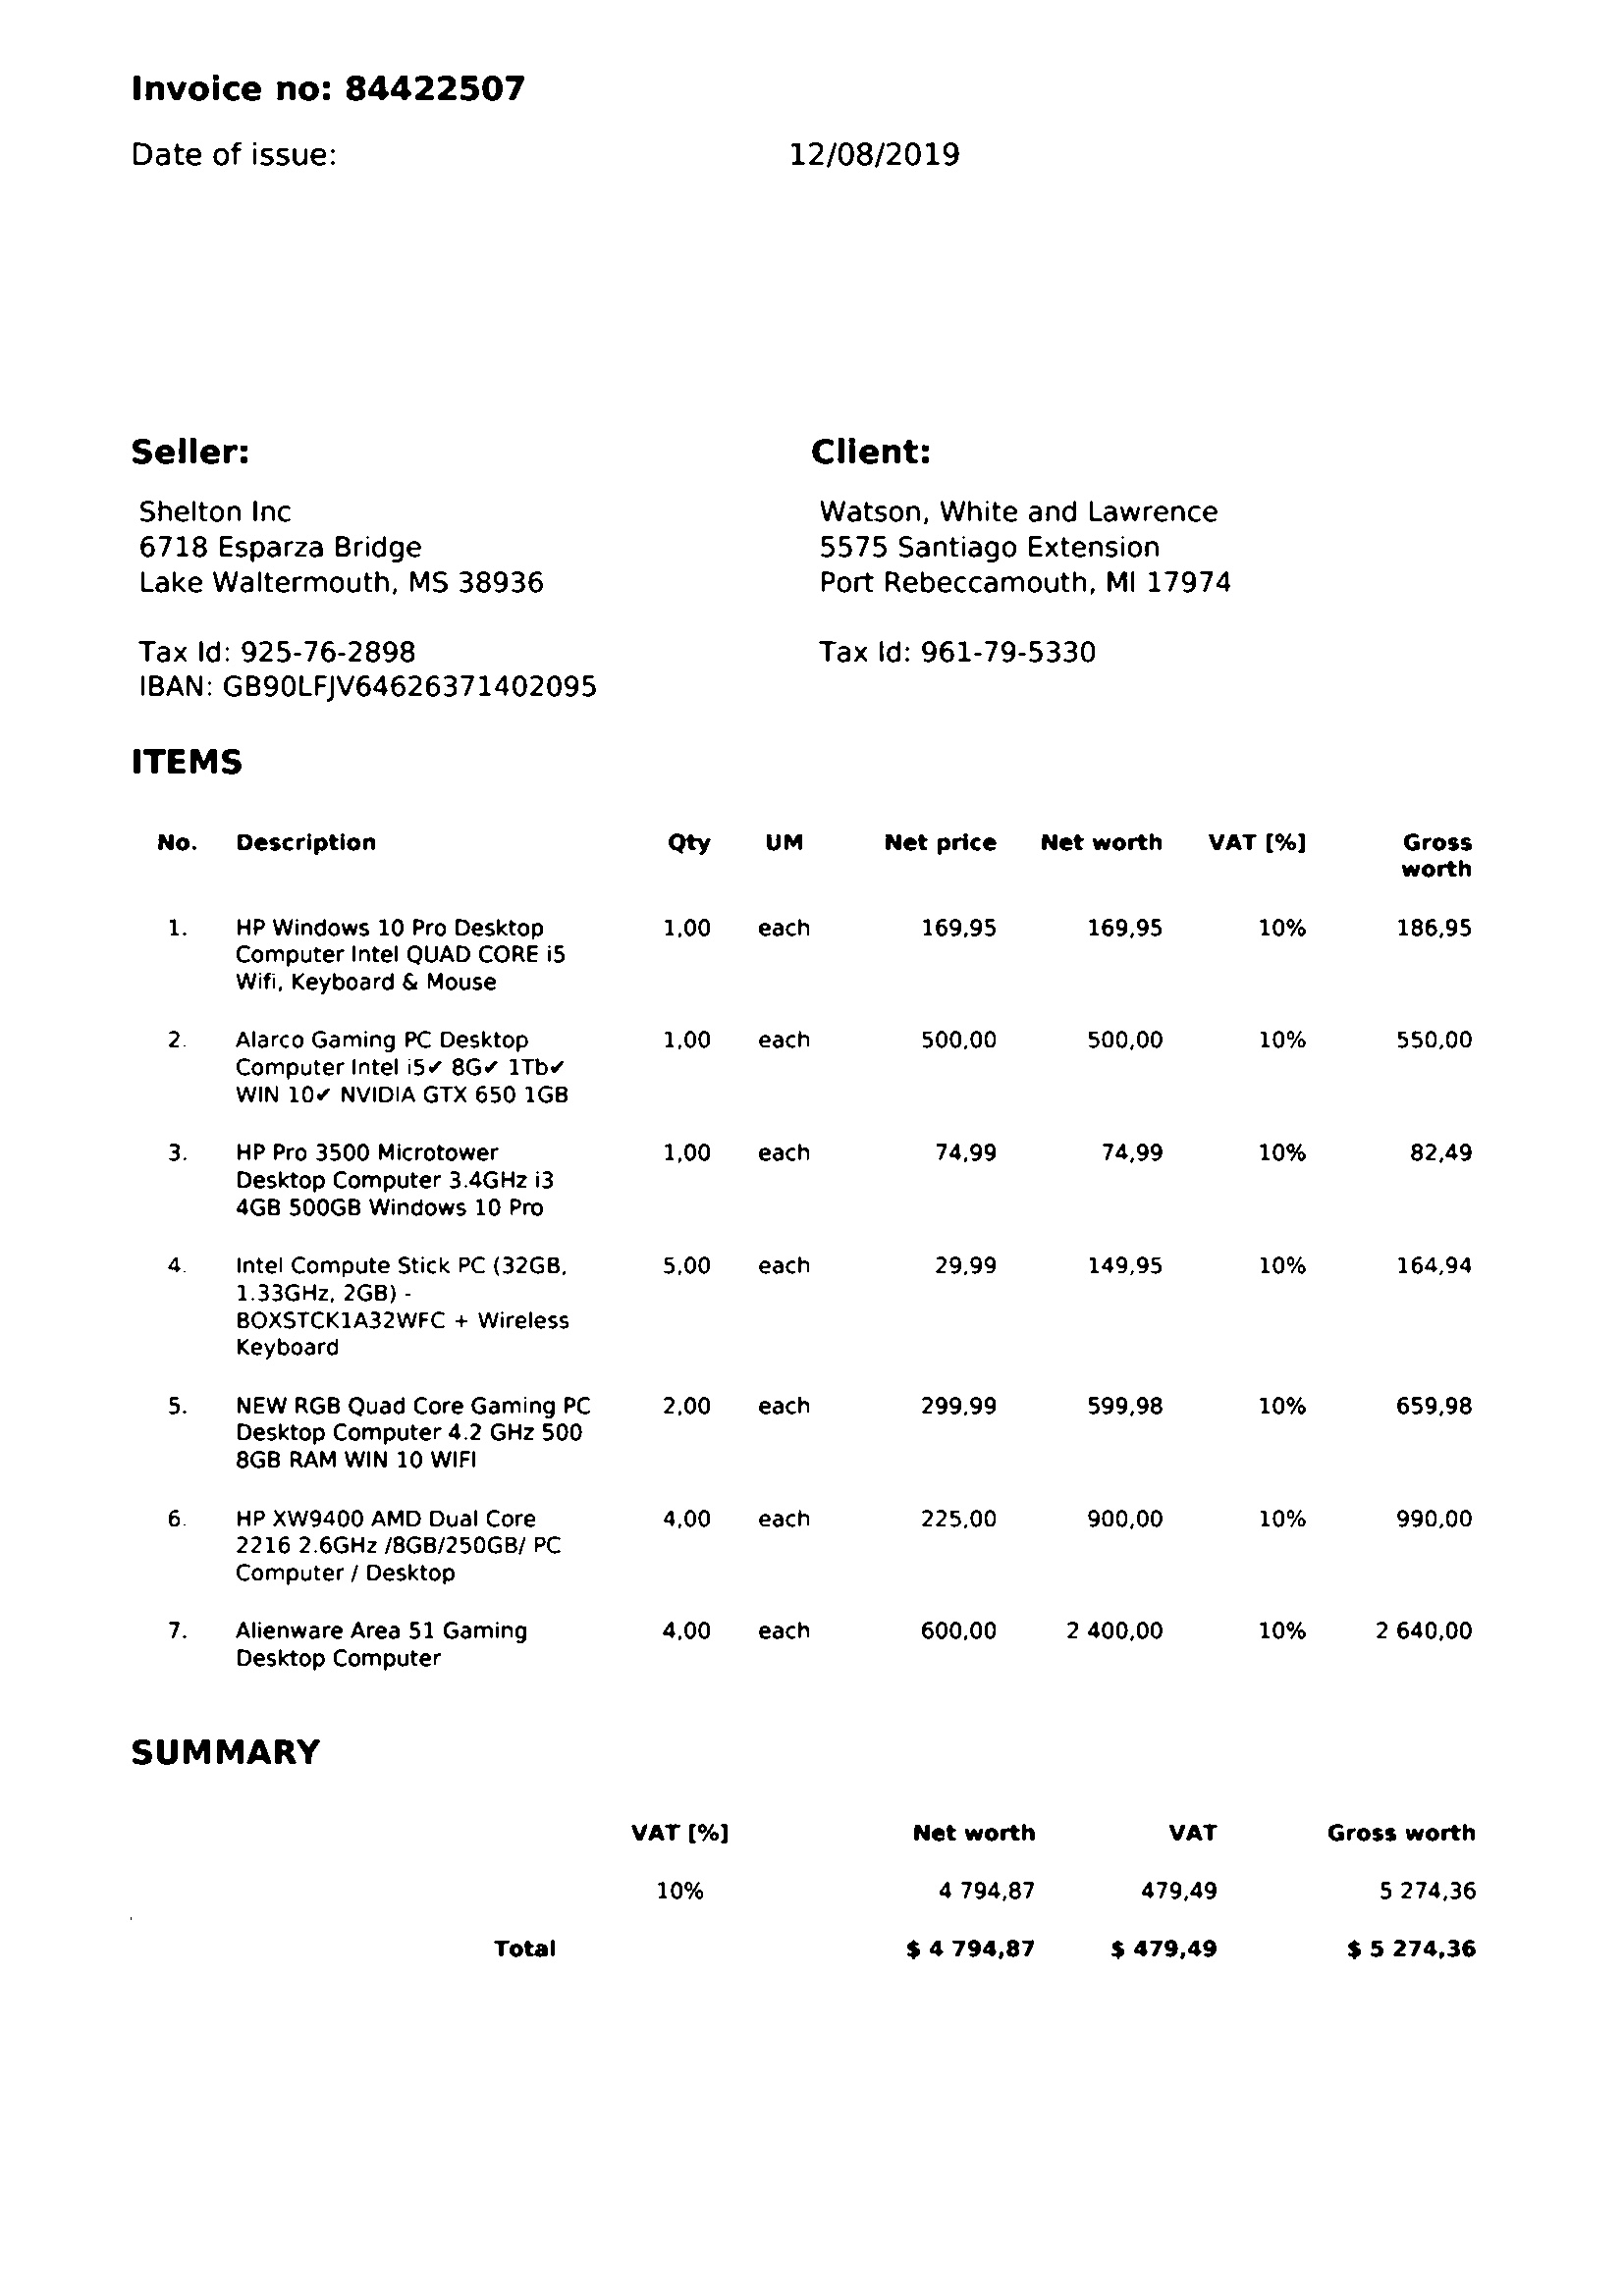 Invoice no: 84422507
Date of issue: 12/08/2019
Seller:
Shelton Inc
6718 Esparza Bridge
Lake Waltermouth, MS 38936
Tax Id: 925-76-2898
IBAN: GB90LFJV64626371402095
Client:
Watson, White and Lawrence
5575 Santiago Extension
Port Rebeccamouth, MI 17974
Tax Id: 961-79-5330
ITEMS
No. Description Qty UM Net price Net worth VAT [%] Gross
worth
1. HP Windows 10 Pro Desktop 1,00 each 169,95 169,95 10% 186,95
Computer Intel QUAD CORE i5
Wifi, Keyboard & Mouse
2. Alarco Gaming PC Desktop 1,00 each 500,00 500,00 10% 550,00
Computer Intel i5✔ 8G✔ 1Tb✔
WIN 10✔ NVIDIA GTX 650 1GB
3. HP Pro 3500 Microtower 1,00 each 74,99 74,99 10% 82,49
Desktop Computer 3.4GHz i3
4GB 500GB Windows 10 Pro
4. Intel Compute Stick PC (32GB, 5,00 each 29,99 149,95 10% 164,94
1.33GHz, 2GB) -
BOXSTCK1A32WFC + Wireless
Keyboard
5. NEW RGB Quad Core Gaming PC 2,00 each 299,99 599,98 10% 659,98
Desktop Computer 4.2 GHz 500
8GB RAM WIN 10 WIFI
6. HP XW9400 AMD Dual Core 4,00 each 225,00 900,00 10% 990,00
2216 2.6GHz /8GB/250GB/ PC
Computer / Desktop
7. Alienware Area 51 Gaming 4,00 each 600,00 2 400,00 10% 2 640,00
Desktop Computer
SUMMARY
VAT [%] Net worth VAT Gross worth
10% 4 794,87 479,49 5 274,36
Total $ 4 794,87 $ 479,49 $ 5 274,36